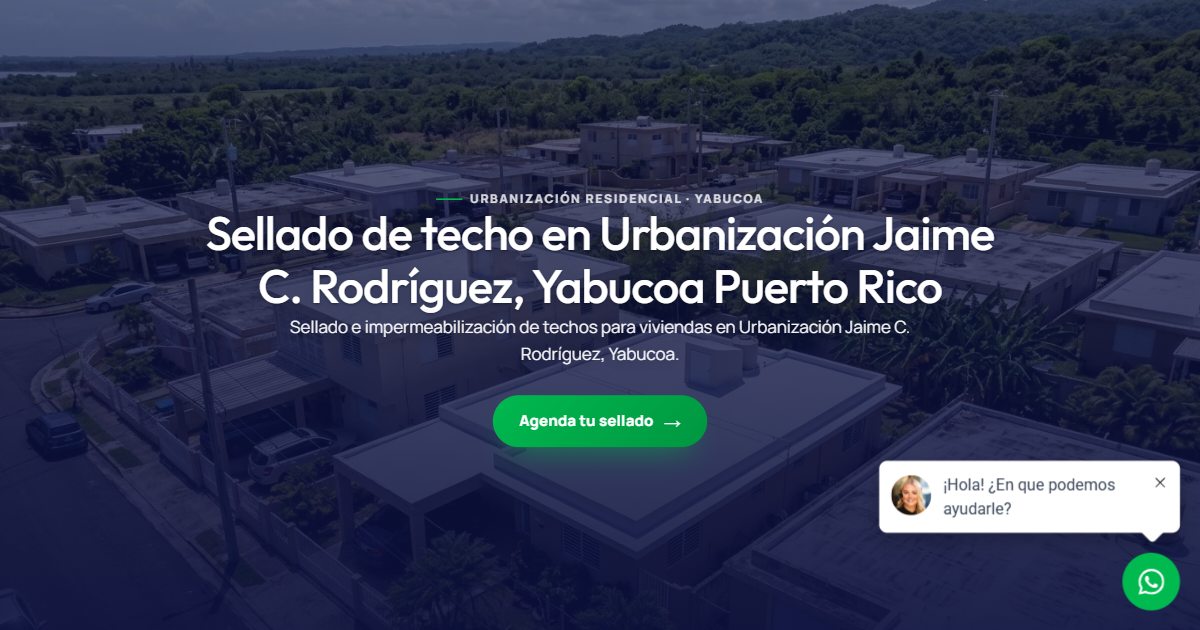 URBANIZACIÓN RESIDENCIAL · YABUCOA
Sellado de techo en Urbanización Jaime
C. Rodríguez, Yabucoa Puerto Rico
Sellado e impermeabilización de techos para viviendas en Urbanización Jaime C.
Rodríguez, Yabucoa.
Agenda tu sellado →
¡Hola! ¿En que podemos
ayudarle?